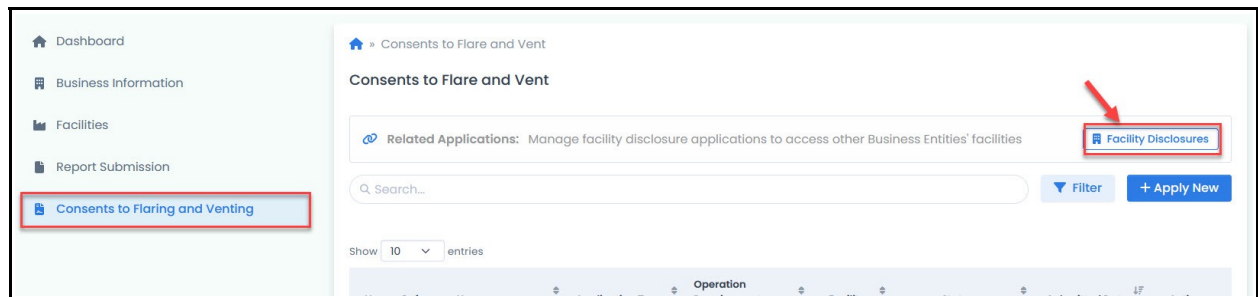 Dashboard
Business Information
Facilities
Report Submission
Consents to Flaring and Venting
» Consents to Flare and Vent
Consents to Flare and Vent
Related Applications: Manage facility disclosure applications to access other Business Entities' facilities
Facility Disclosures
Search...
Filter
+ Apply New
Show 10 entries
Operation